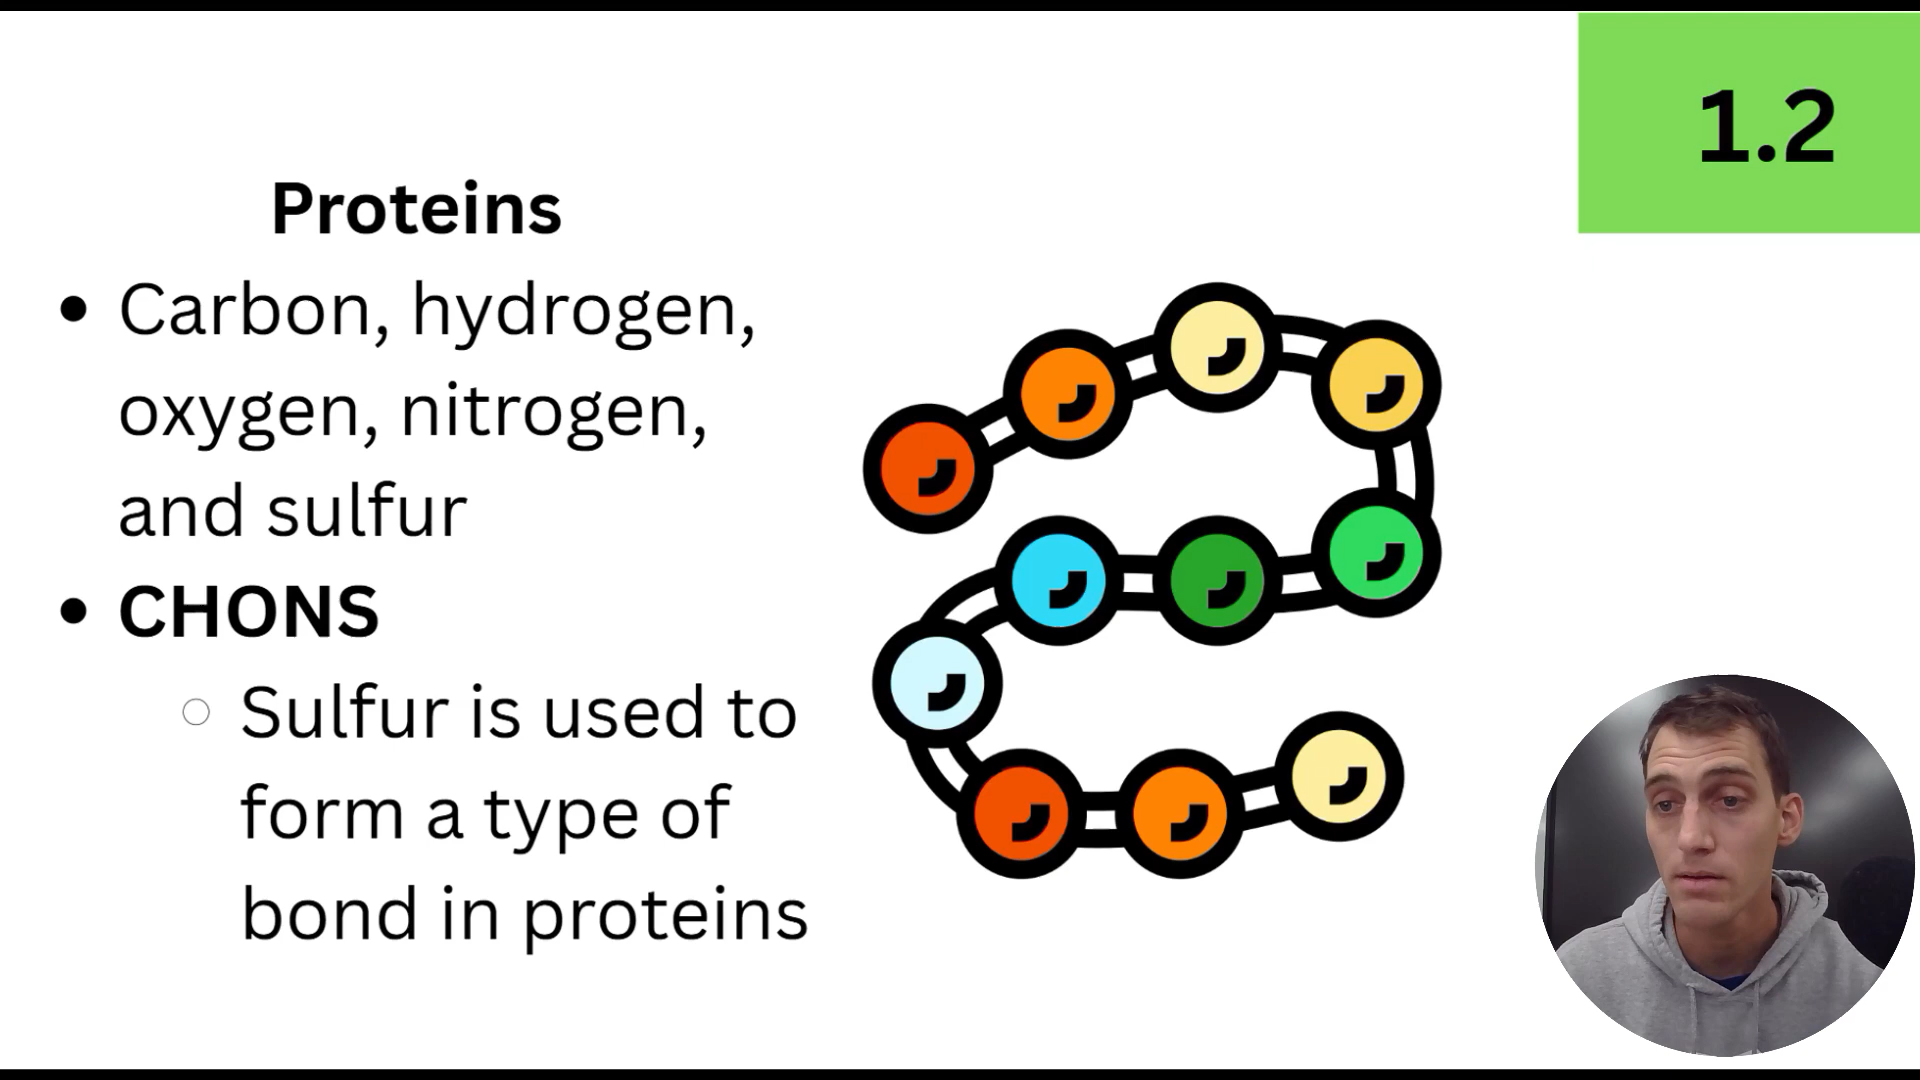 1.2
Proteins
• Carbon, hydrogen,
oxygen, nitrogen,
and sulfur
• CHONS
○ Sulfur is used to
form a type of
bond in proteins